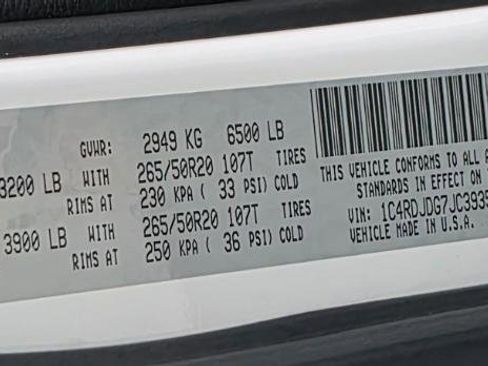 GVWR: 2949 KG 6500 LB
3200 LB WITH 265/50R20 107T TIRES
RIMS AT 230 KPA ( 33 PSI) COLD
3900 LB WITH 265/50R20 107T TIRES
RIMS AT 250 KPA ( 36 PSI) COLD
THIS VEHICLE CONFORMS TO ALL
STANDARDS IN EFFECT ON
VIN: 1C4RDJDG7JC393
VEHICLE MADE IN U.S.A.